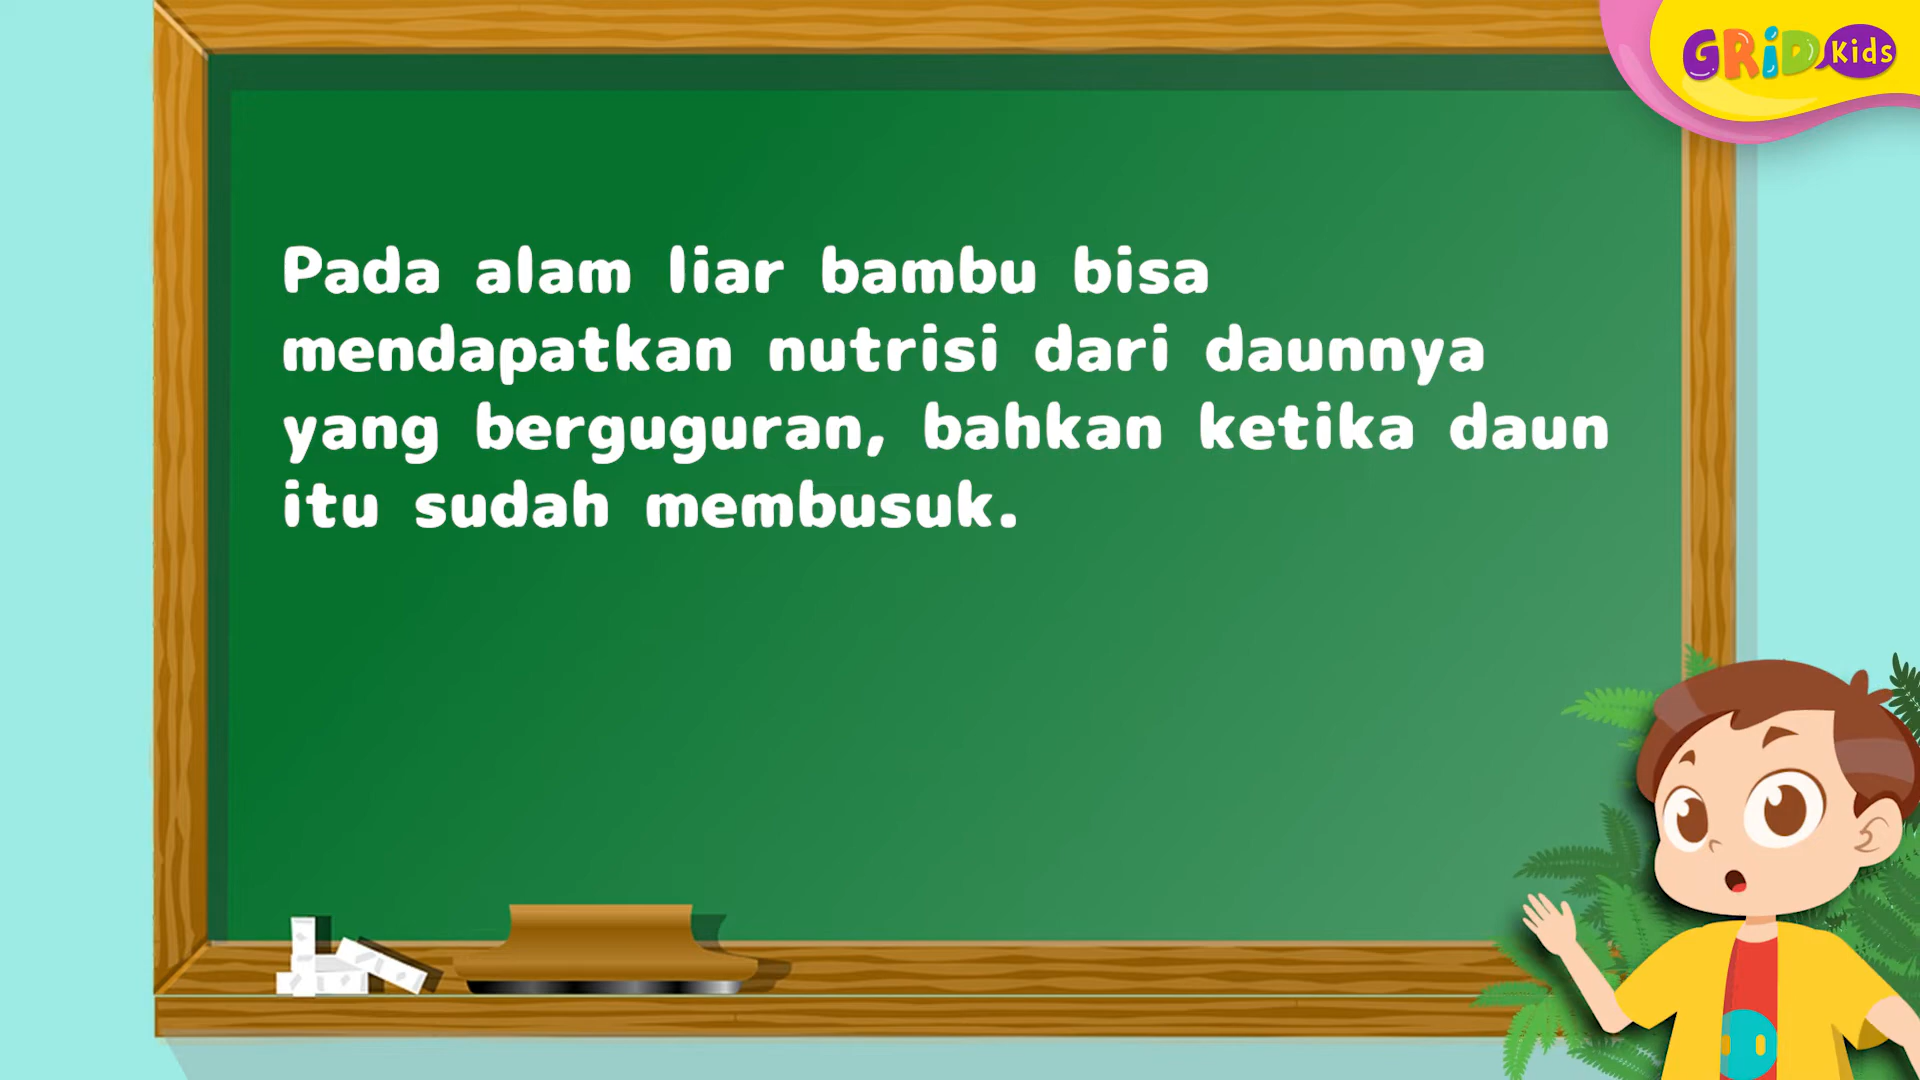 GRiD Kids
Pada alam liar bambu bisa
mendapatkan nutrisi dari daunnya
yang berguguran, bahkan ketika daun
itu sudah membusuk.